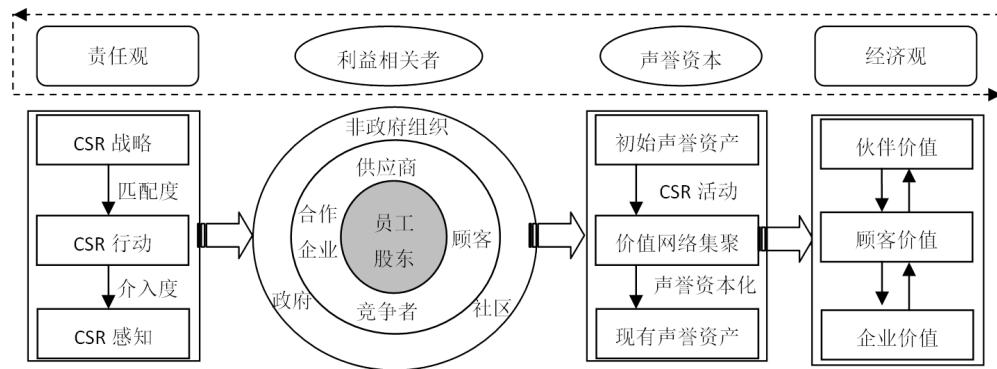 责任观
利益相关者
声誉资本
经济观
CSR 战略
匹配度
CSR 行动
介入度
CSR 感知
非政府组织
供应商
合作
企业
员工
股东
顾客
政府
竞争者
社区
初始声誉资产
CSR 活动
价值网络集聚
声誉资本化
现有声誉资产
伙伴价值
顾客价值
企业价值